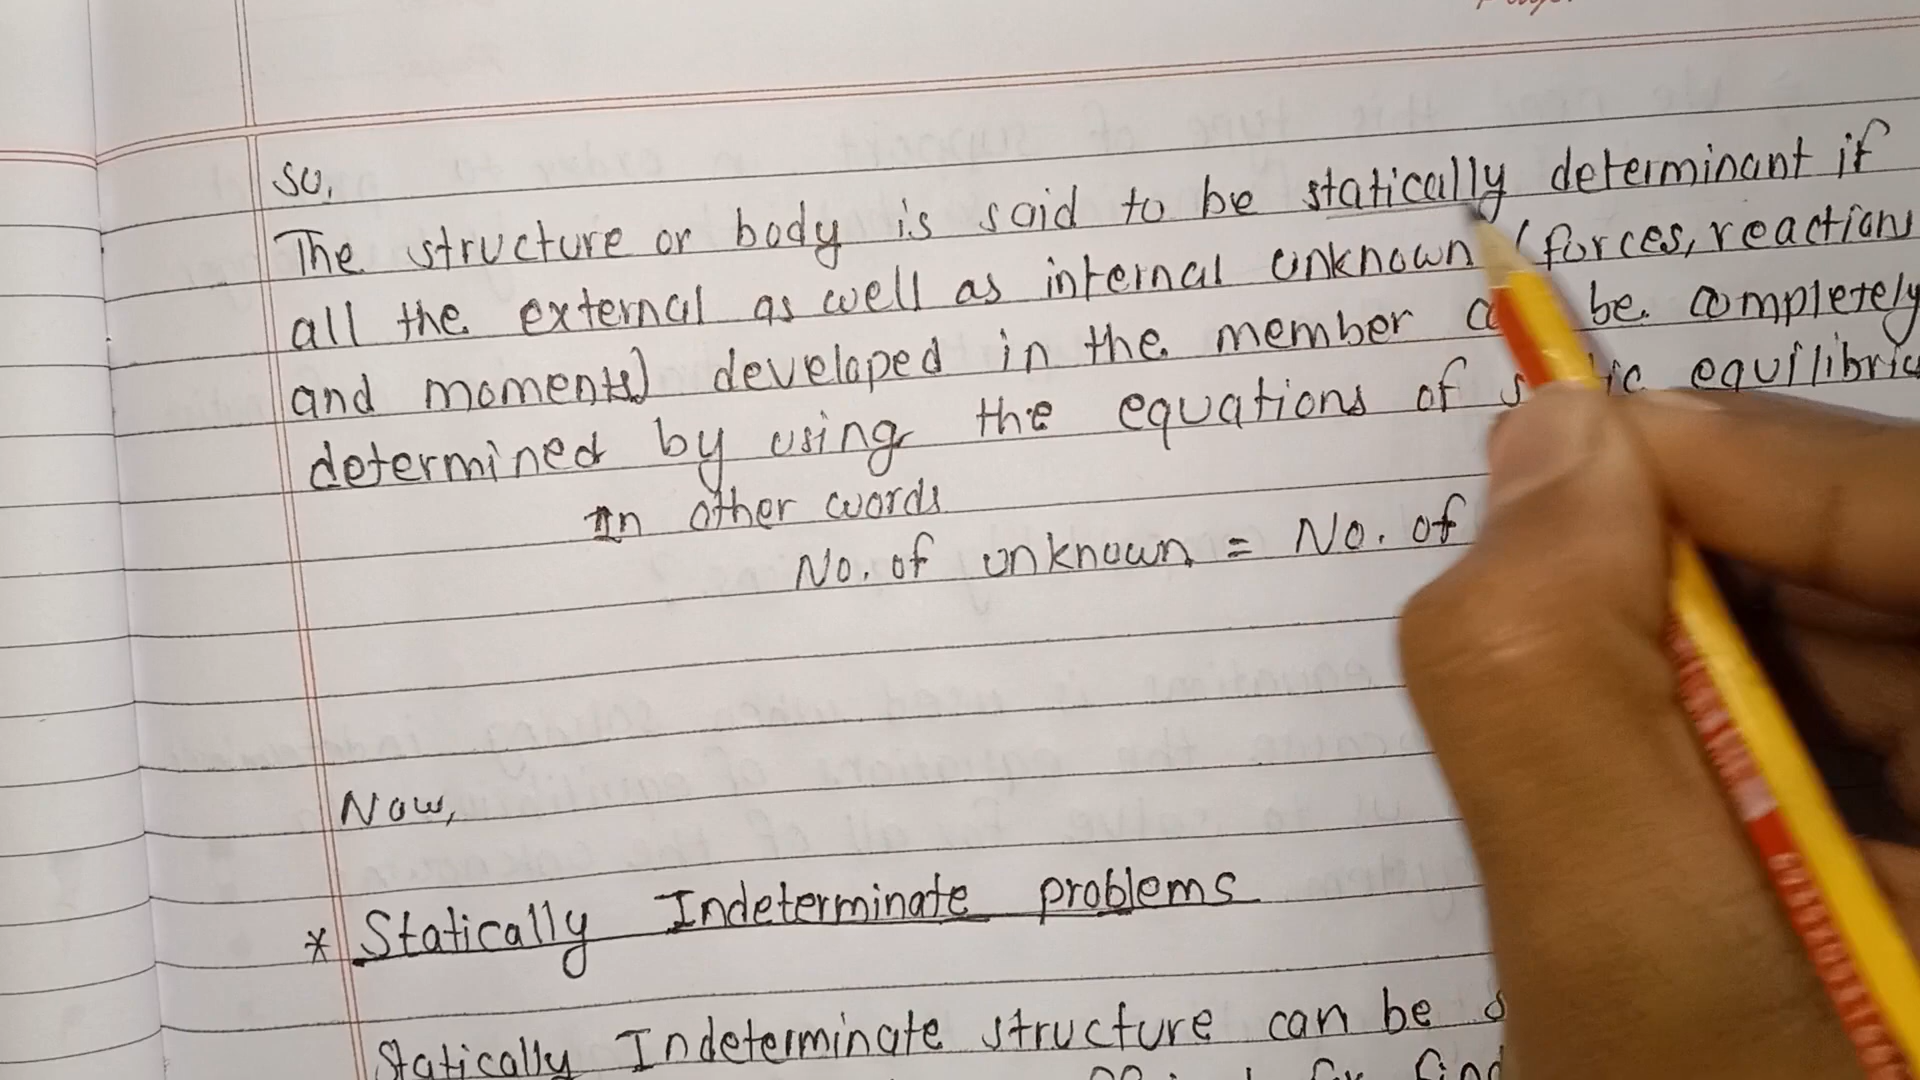 so,
The structure or body is said to be statically determinant if
all the external as well as internal unknown (forces, reactions
and moments) developed in the member be completely
determined by using the equations of
In other words
No. of unknown = No. of
Now,
* Statically Indeterminate problems
Statically Indeterminate structure can be